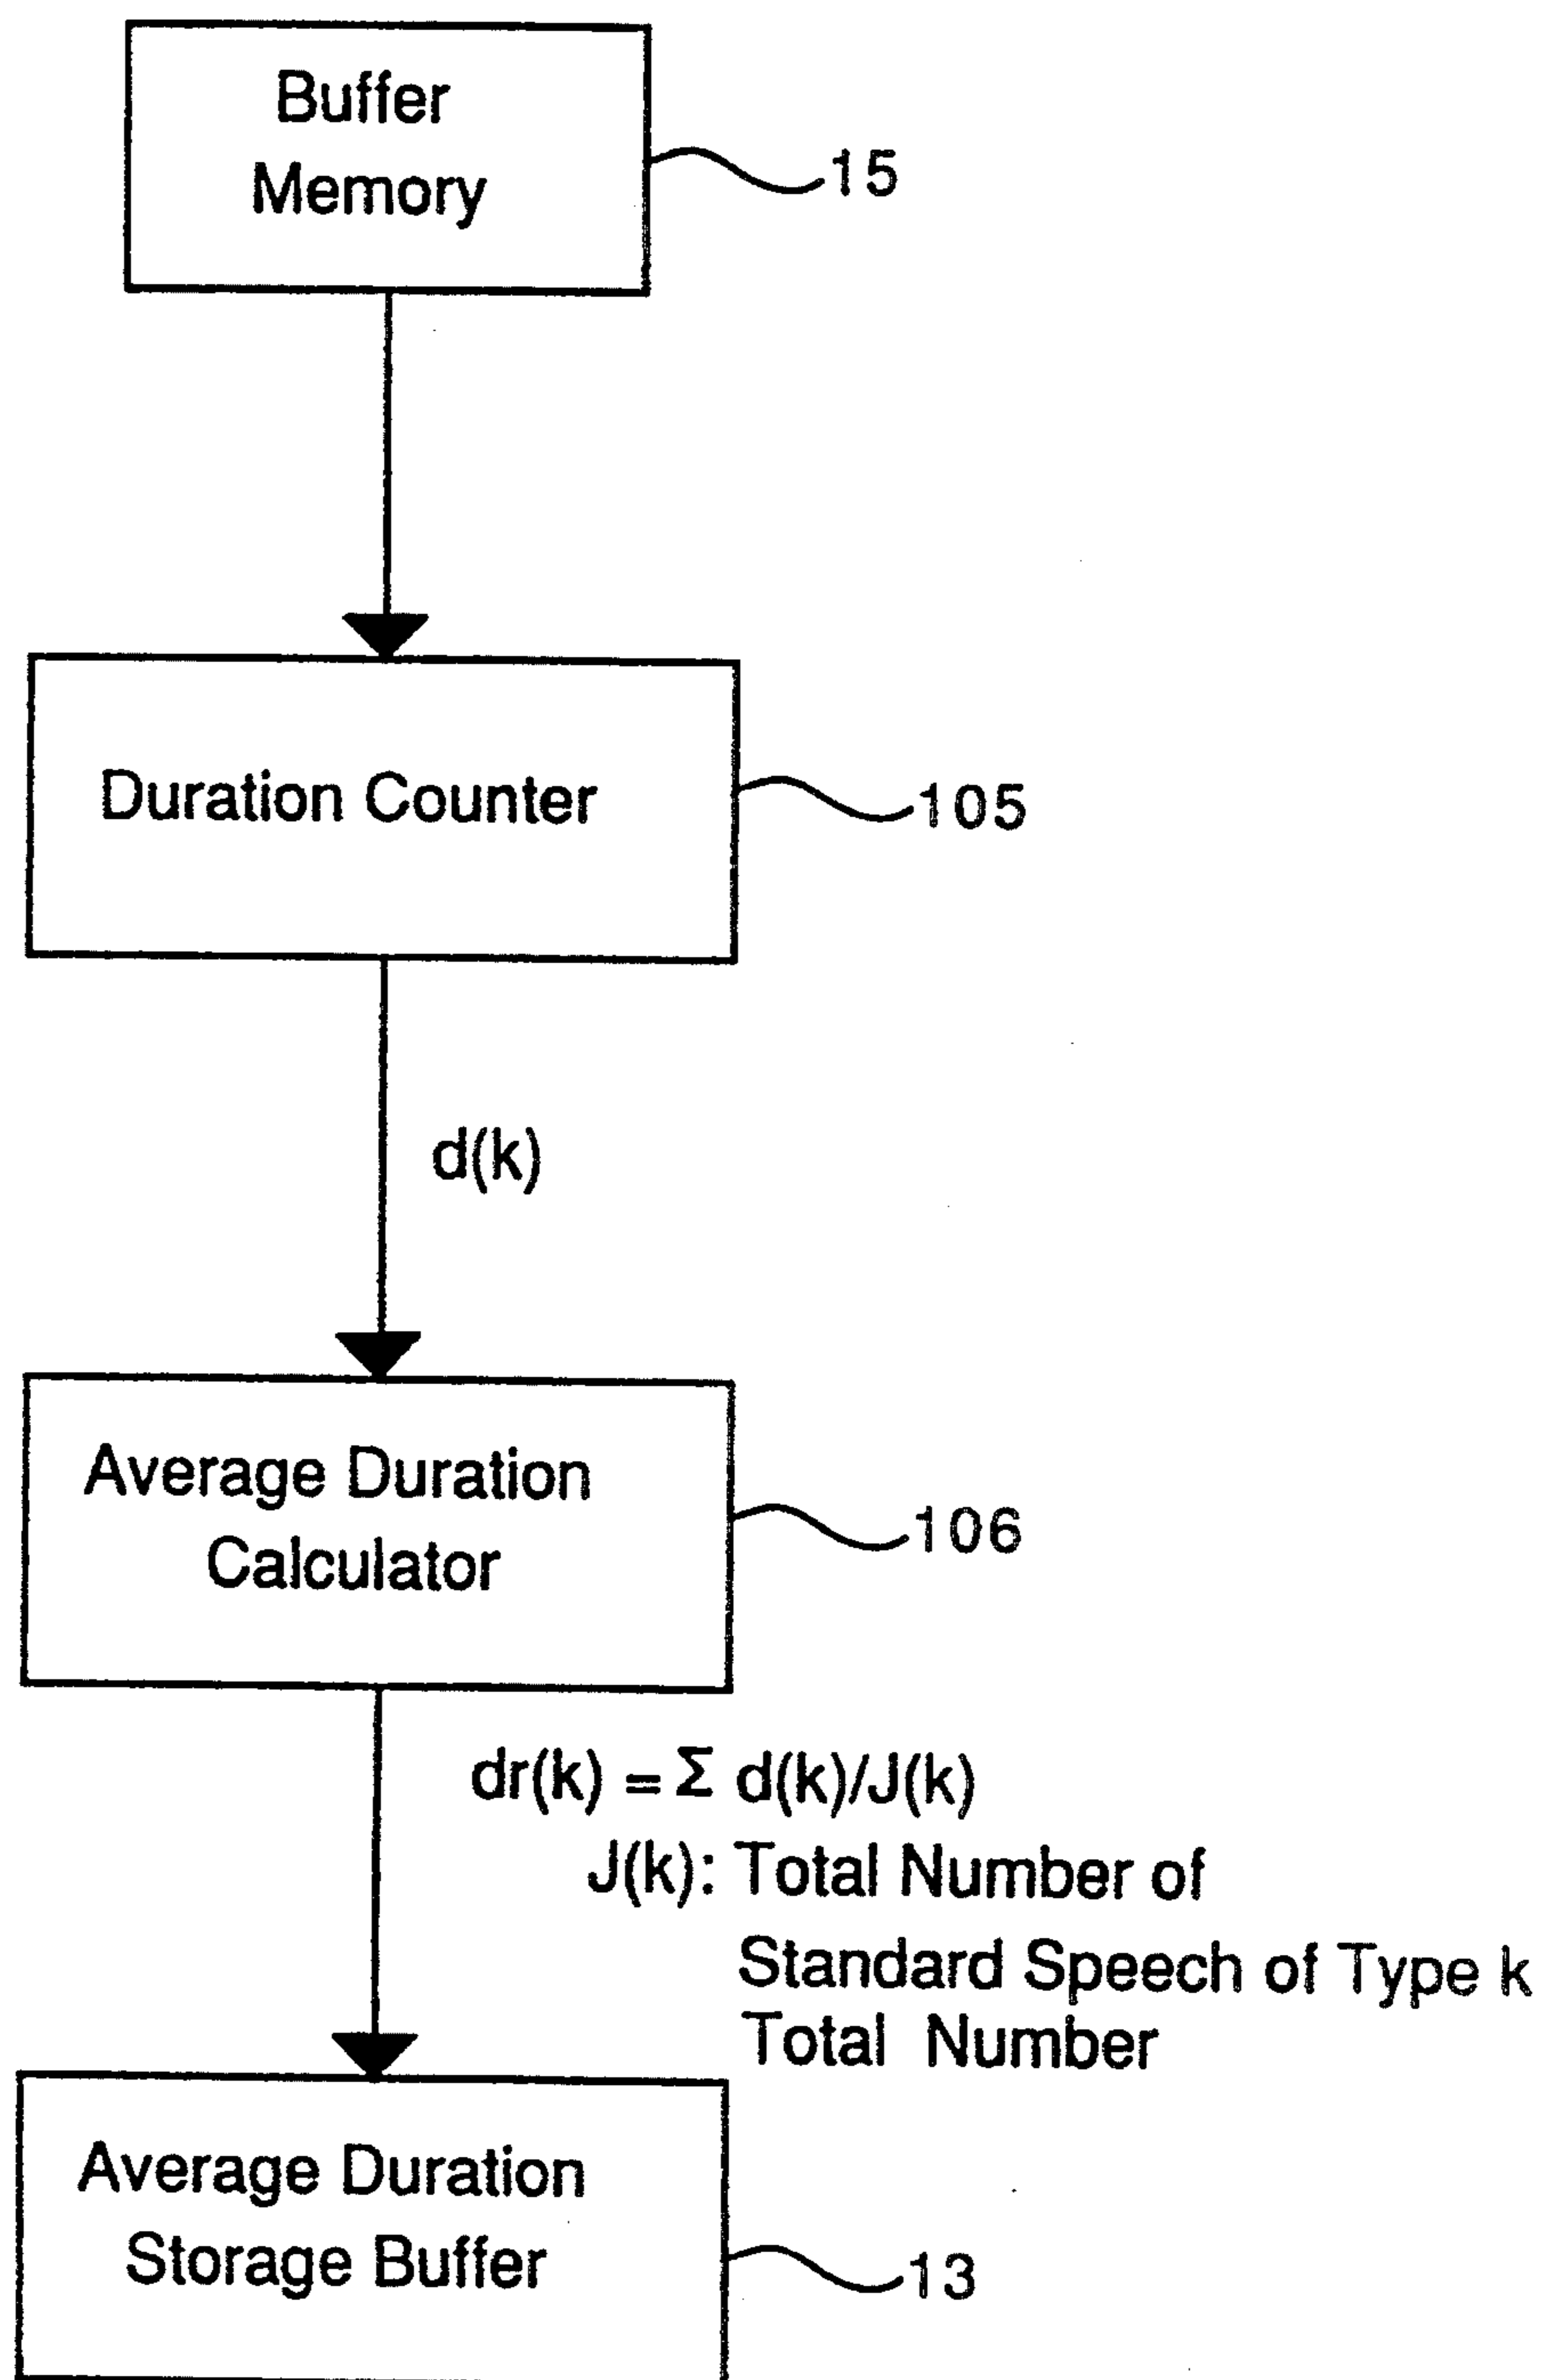 Buffer
Memory
15
Duration Counter
105
d(k)
Average Duration
Calculator
106
dr(k) = Σ d(k)/J(k)
J(k): Total Number of
Standard Speech of Type k
Total Number
Average Duration
Storage Buffer
13